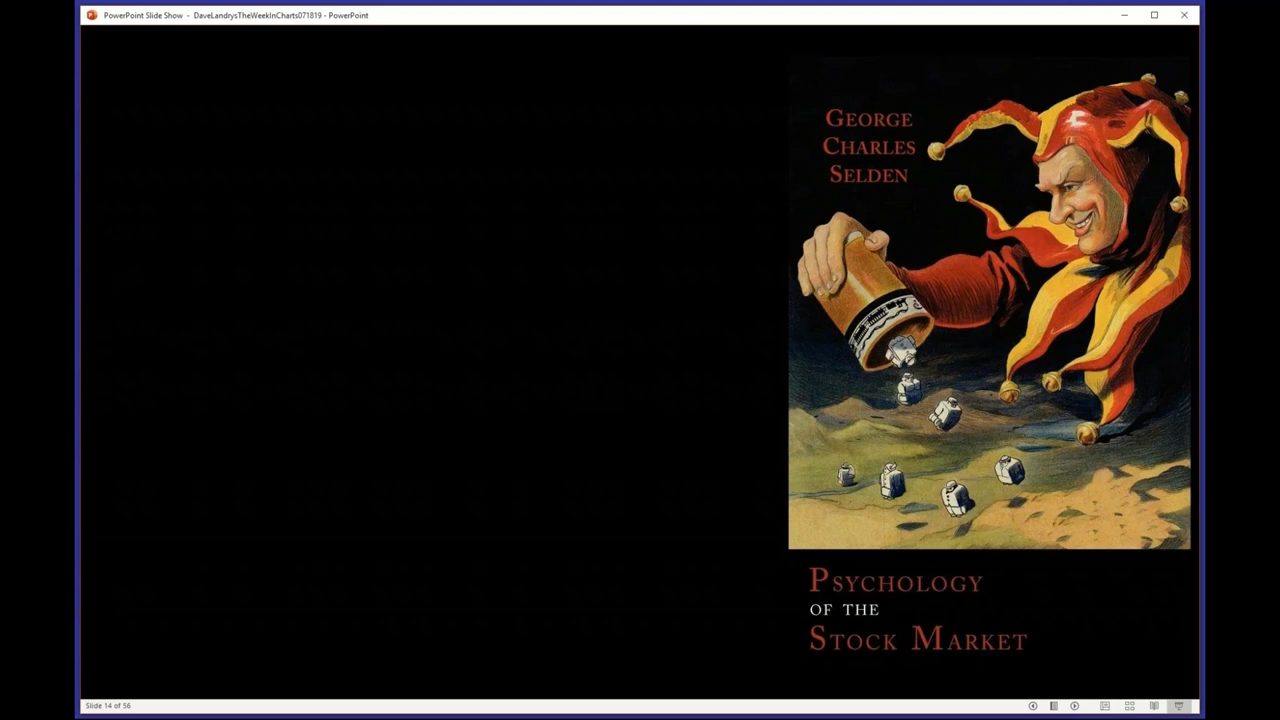 PowerPoint Slide Show - DaveLandrysTheWeekInCharts071819 - PowerPoint
GEORGE
CHARLES
SELDEN
PSYCHOLOGY
OF THE
STOCK MARKET
Slide 14 of 56